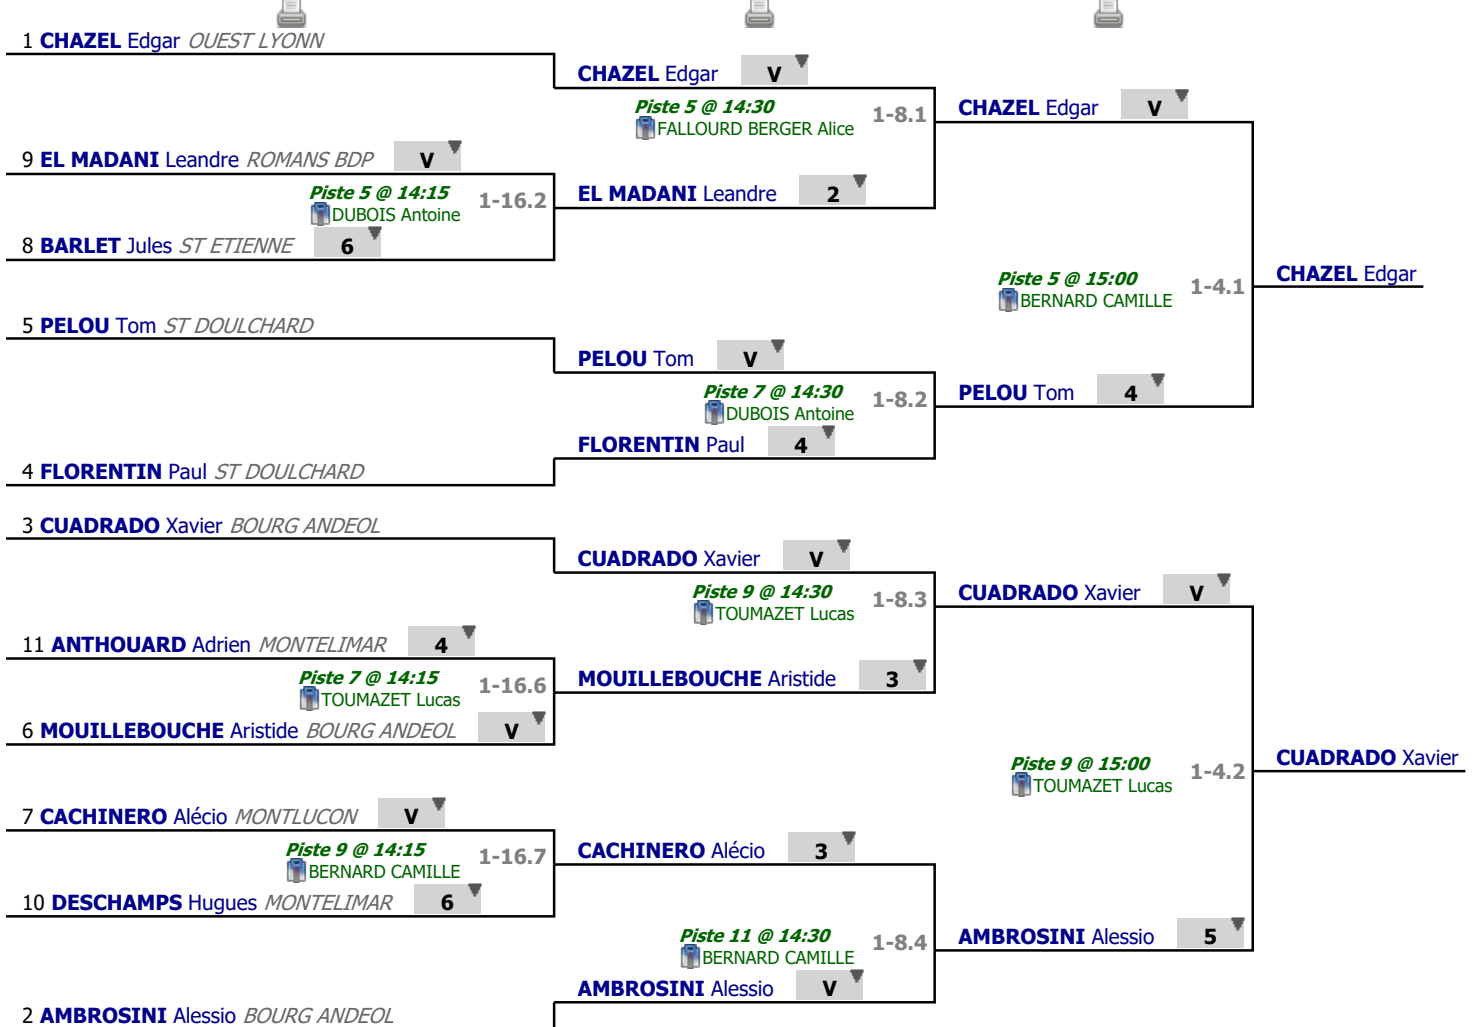 1 CHAZEL Edgar OUEST LYONN
CHAZEL Edgar V
Piste 5 @ 14:30
FALLOURD BERGER Alice
1-8.1
CHAZEL Edgar V
9 EL MADANI Leandre ROMANS BDP V
Piste 5 @ 14:15
DUBOIS Antoine
1-16.2
EL MADANI Leandre 2
8 BARLET Jules ST ETIENNE 6
Piste 5 @ 15:00
BERNARD CAMILLE
1-4.1
CHAZEL Edgar
5 PELOU Tom ST DOULCHARD
PELOU Tom V
Piste 7 @ 14:30
DUBOIS Antoine
1-8.2
PELOU Tom 4
FLORENTIN Paul 4
4 FLORENTIN Paul ST DOULCHARD
3 CUADRADO Xavier BOURG ANDEOL
CUADRADO Xavier V
Piste 9 @ 14:30
TOUMAZET Lucas
1-8.3
CUADRADO Xavier V
11 ANTHOUARD Adrien MONTELIMAR 4
Piste 7 @ 14:15
TOUMAZET Lucas
1-16.6
MOUILLEBOUCHE Aristide 3
6 MOUILLEBOUCHE Aristide BOURG ANDEOL V
Piste 9 @ 15:00
TOUMAZET Lucas
1-4.2
CUADRADO Xavier
7 CACHINERO Alécio MONTLUCON V
Piste 9 @ 14:15
BERNARD CAMILLE
1-16.7
CACHINERO Alécio 3
10 DESCHAMPS Hugues MONTELIMAR 6
Piste 11 @ 14:30
BERNARD CAMILLE
1-8.4
AMBROSINI Alessio 5
AMBROSINI Alessio V
2 AMBROSINI Alessio BOURG ANDEOL